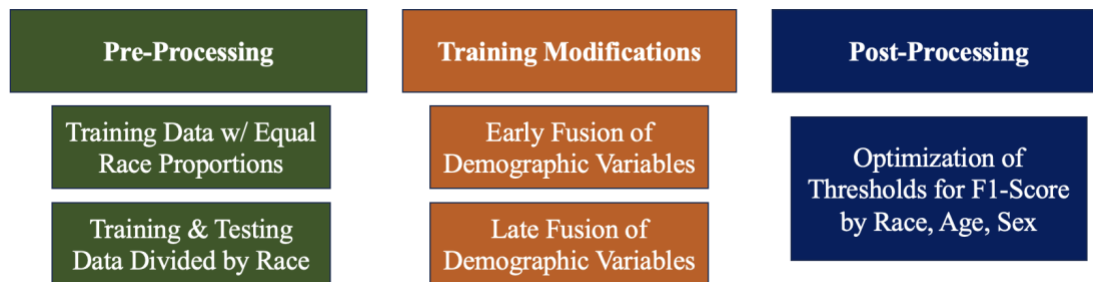 Pre-Processing
Training Data w/ Equal
Race Proportions
Training & Testing
Data Divided by Race
Training Modifications
Early Fusion of
Demographic Variables
Late Fusion of
Demographic Variables
Post-Processing
Optimization of
Thresholds for F1-Score
by Race, Age, Sex